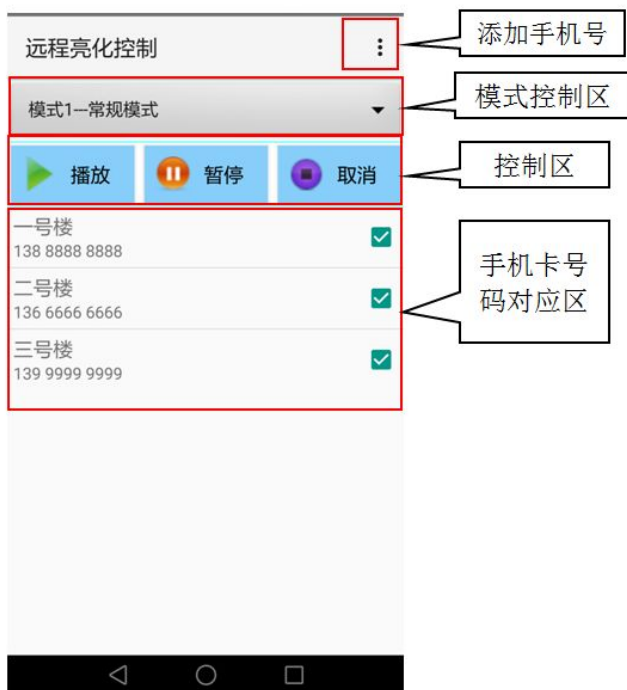 远程亮化控制
添加手机号
模式1---常规模式
模式控制区
播放
暂停
取消
控制区
一号楼
138 8888 8888
二号楼
136 6666 6666
三号楼
139 9999 9999
手机卡号
码对应区